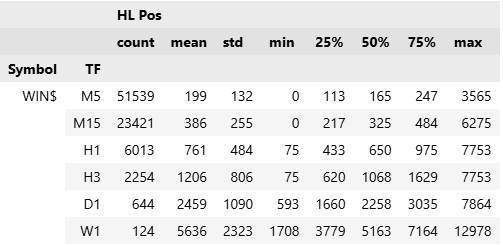 HL Pos
count mean std min 25% 50% 75% max
Symbol TF
WIN$ M5 51539 199 132 0 113 165 247 3565
M15 23421 386 255 0 217 325 484 6275
H1 6013 761 484 75 433 650 975 7753
H3 2254 1206 806 75 620 1068 1629 7753
D1 644 2459 1090 593 1660 2258 3035 7864
W1 124 5636 2323 1708 3779 5163 7164 12978